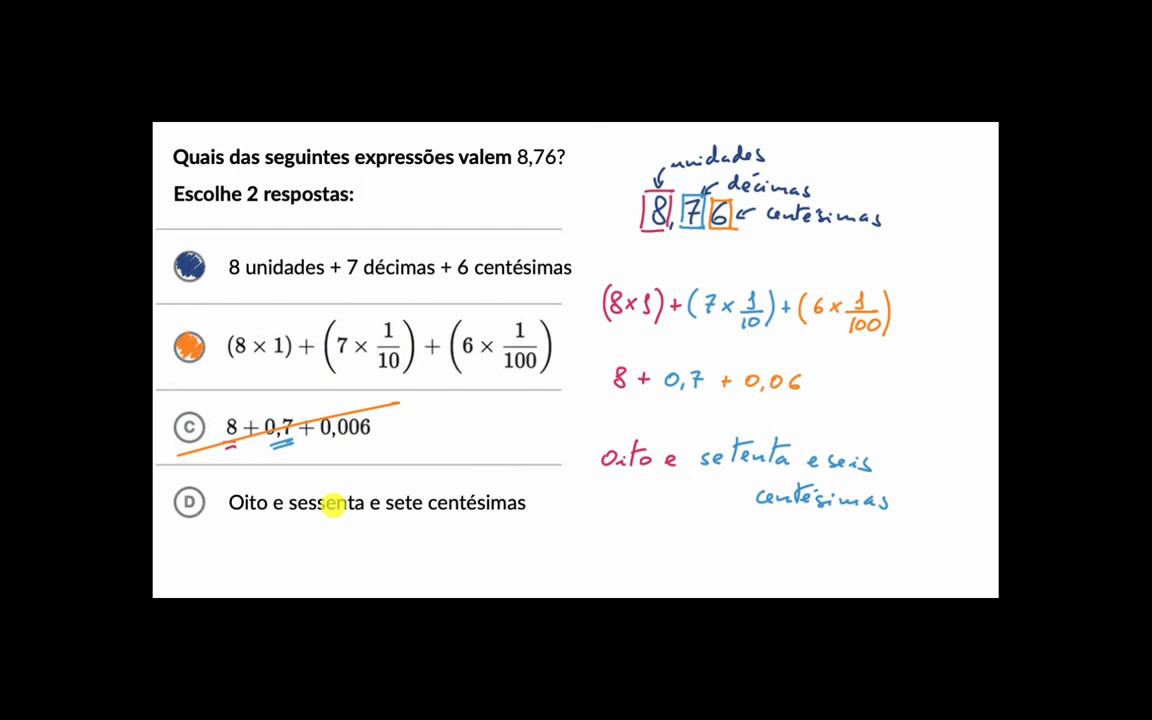 Quais das seguintes expressões valem 8,76?
Escolhe 2 respostas:
8 unidades + 7 décimas + 6 centésimas
(8 × 1) + (7 × 1/10) + (6 × 1/100)
C 8 + 0,7 + 0,006
D Oito e sessenta e sete centésimas
unidades
décimas
8,76 centésimas
(8×1)+(7×1/10)+(6×1/100)
8 + 0,7 + 0,06
oito e setenta e seis
centésimas